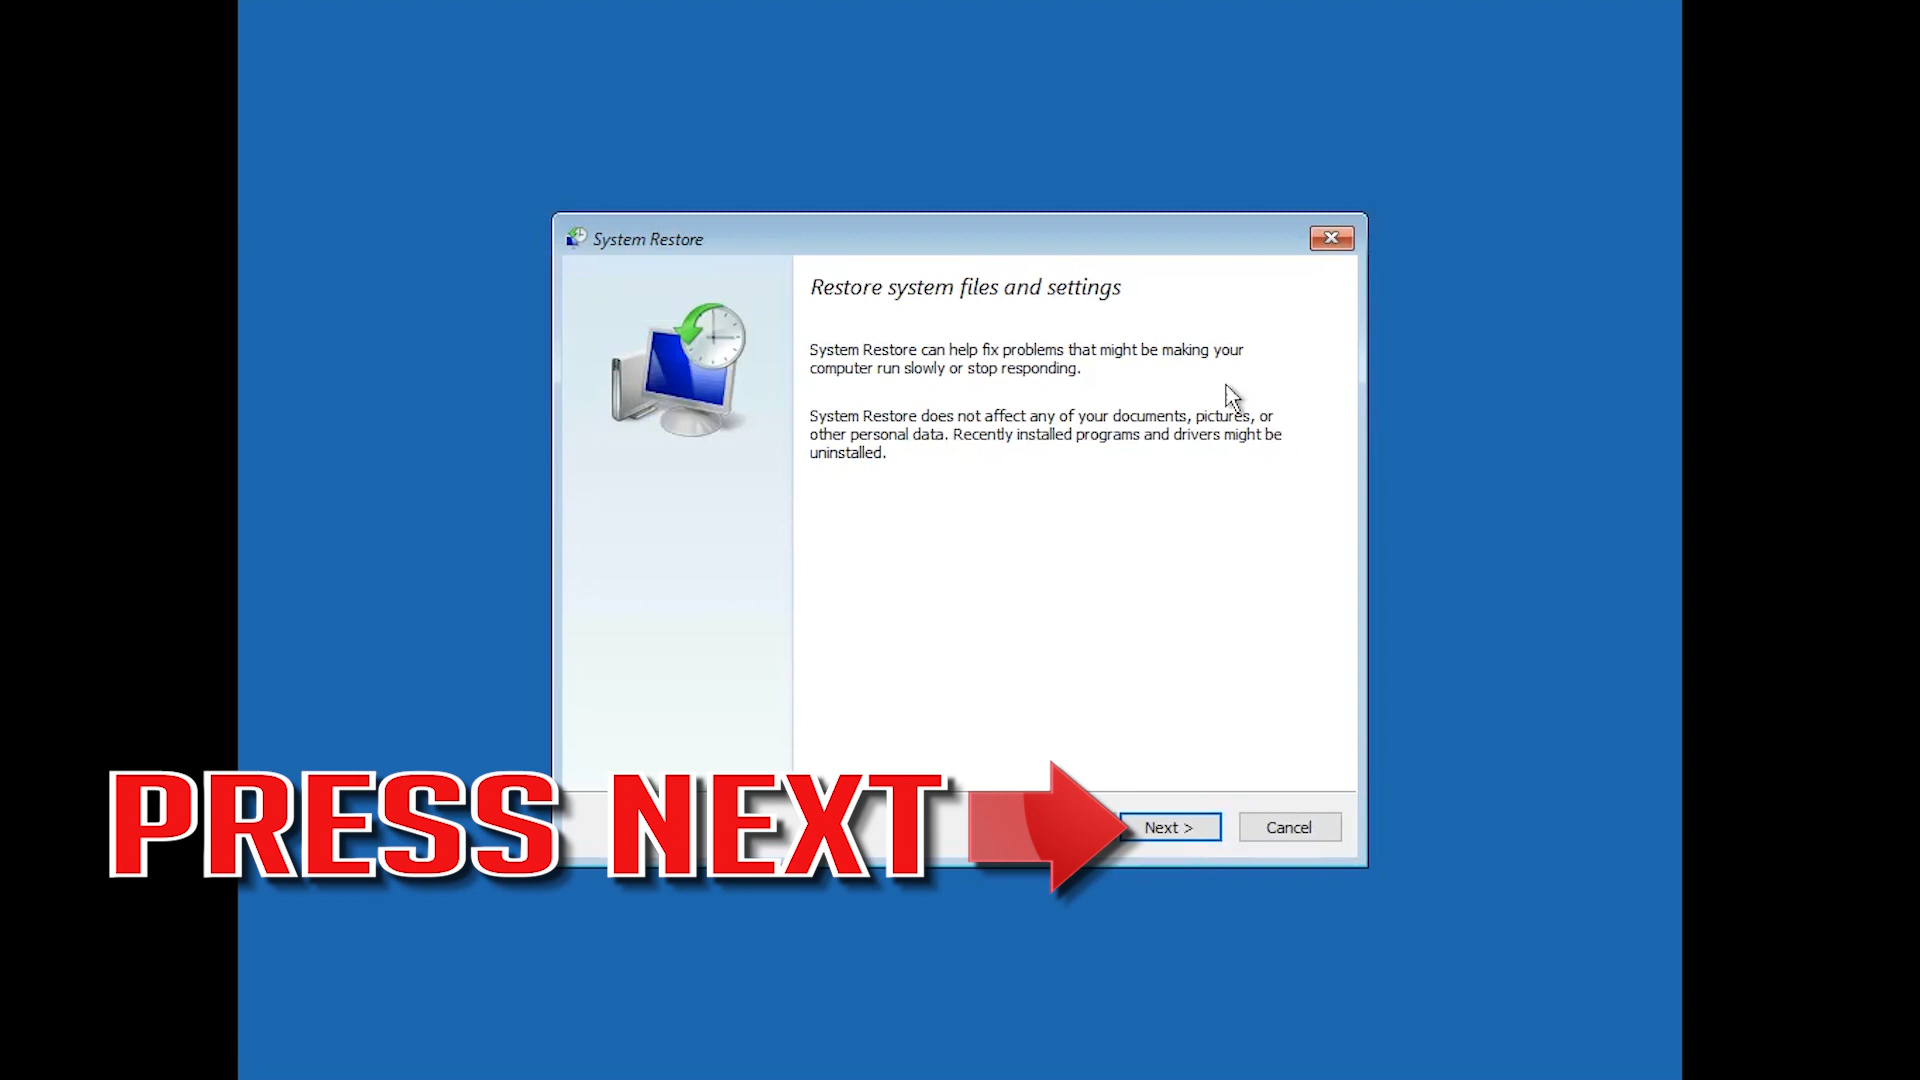 System Restore
Restore system files and settings
System Restore can help fix problems that might be making your
computer run slowly or stop responding.
System Restore does not affect any of your documents, pictures, or
other personal data. Recently installed programs and drivers might be
uninstalled.
PRESS NEXT
Next >
Cancel